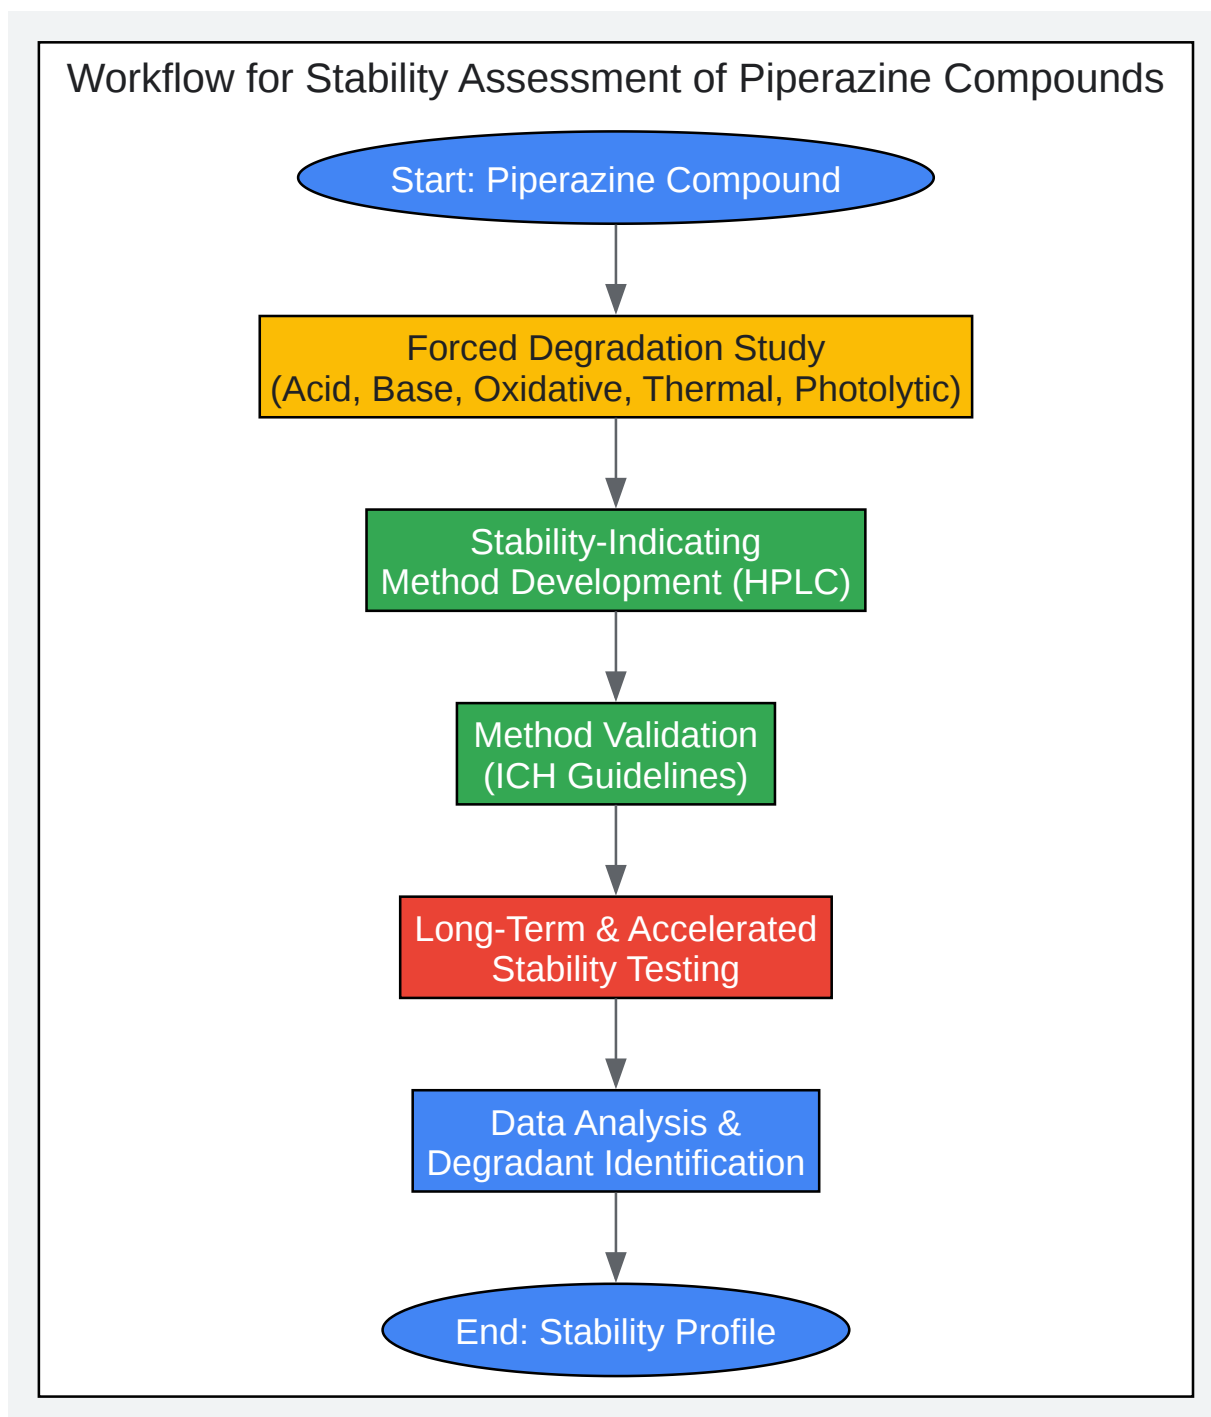 Workflow for Stability Assessment of Piperazine Compounds
Start: Piperazine Compound
Forced Degradation Study
(Acid, Base, Oxidative, Thermal, Photolytic)
Stability-Indicating
Method Development (HPLC)
Method Validation
(ICH Guidelines)
Long-Term & Accelerated
Stability Testing
Data Analysis &
Degradant Identification
End: Stability Profile